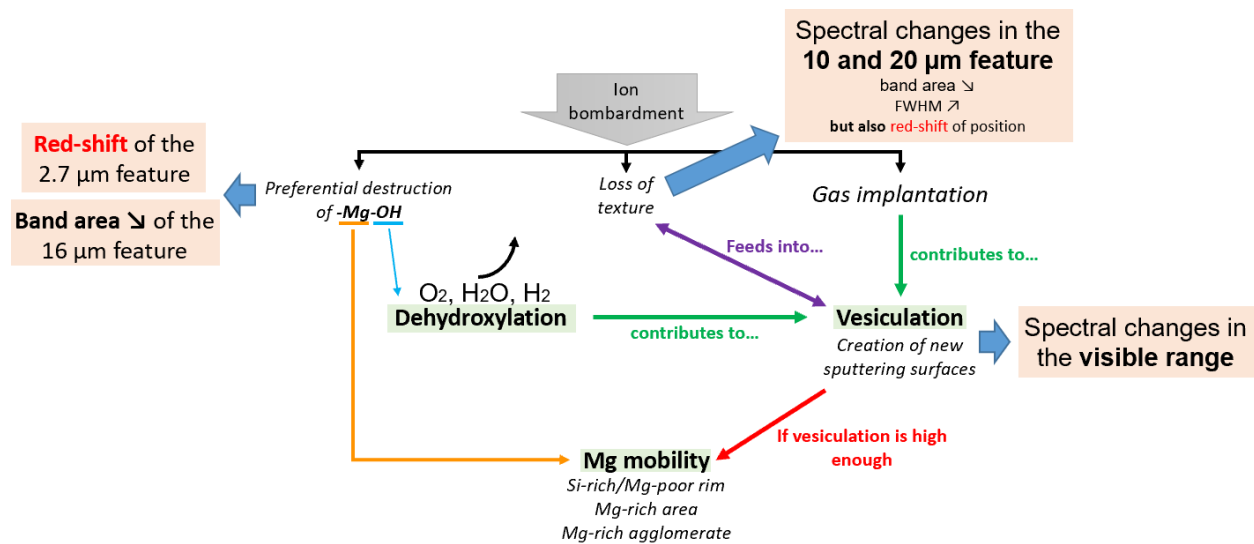 Spectral changes in the
10 and 20 µm feature
band area ↘
FWHM ↗
but also red-shift of position
Ion
bombardment
Red-shift of the
2.7 µm feature
Band area ↘ of the
16 µm feature
Preferential destruction
of -Mg-OH
Loss of
texture
Gas implantation
Feeds into…
contributes to…
O2, H2O, H2
Dehydroxylation
contributes to…
Vesiculation
Creation of new
sputtering surfaces
Spectral changes in
the visible range
If vesiculation is high
enough
Mg mobility
Si-rich/Mg-poor rim
Mg-rich area
Mg-rich agglomerate